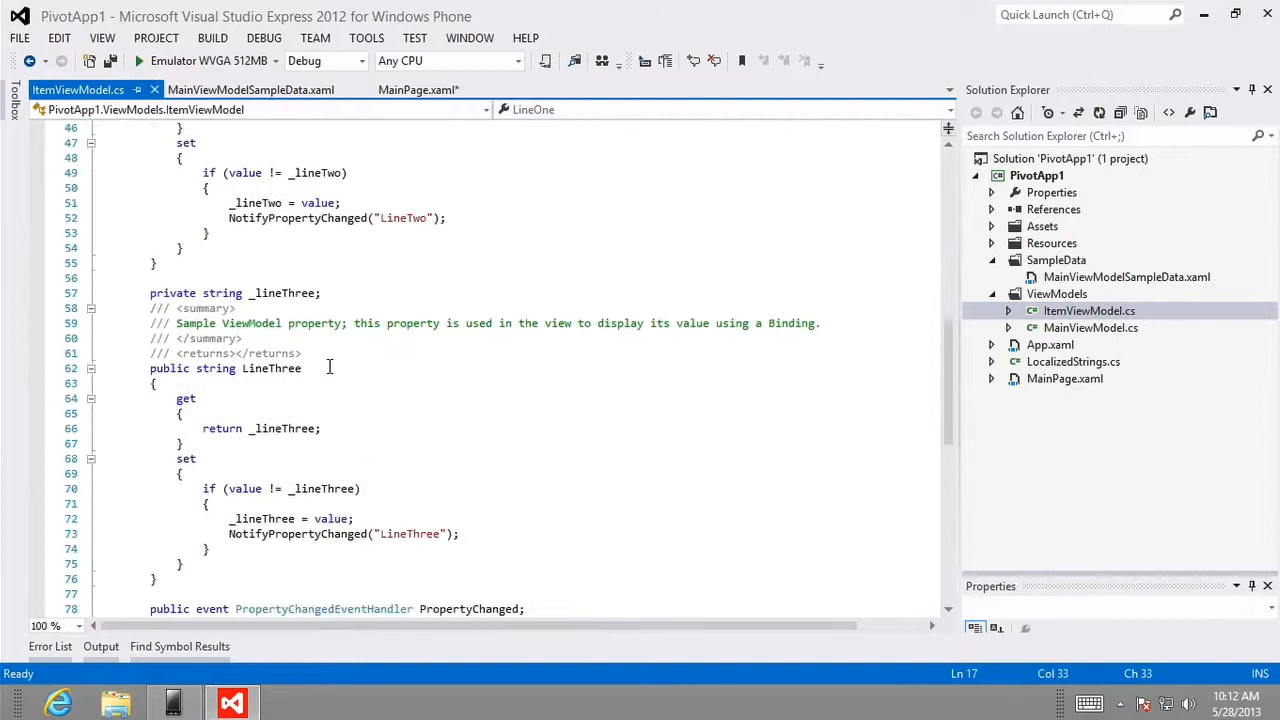 PivotApp1 - Microsoft Visual Studio Express 2012 for Windows Phone
Quick Launch (Ctrl+Q)
FILE EDIT VIEW PROJECT BUILD DEBUG TEAM TOOLS TEST WINDOW HELP
Emulator WVGA 512MB Debug Any CPU
Toolbox
ItemViewModel.cs MainViewModelSampleData.xaml MainPage.xaml*
PivotApp1.ViewModels.ItemViewModel LineOne
46 }
47 set
48 {
49 if (value != _lineTwo)
50 {
51 _lineTwo = value;
52 NotifyPropertyChanged("LineTwo");
53 }
54 }
55 }
56
57 private string _lineThree;
58 /// <summary>
59 /// Sample ViewModel property; this property is used in the view to display its value using a Binding.
60 /// </summary>
61 /// <returns></returns>
62 public string LineThree
63 {
64 get
65 {
66 return _lineThree;
67 }
68 set
69 {
70 if (value != _lineThree)
71 {
72 _lineThree = value;
73 NotifyPropertyChanged("LineThree");
74 }
75 }
76 }
77
78 public event PropertyChangedEventHandler PropertyChanged;
100 %
Solution Explorer
Search Solution Explorer (Ctrl+;)
Solution 'PivotApp1' (1 project)
PivotApp1
Properties
References
Assets
Resources
SampleData
MainViewModelSampleData.xaml
ViewModels
ItemViewModel.cs
MainViewModel.cs
App.xaml
LocalizedStrings.cs
MainPage.xaml
Properties
Error List Output Find Symbol Results
Ready Ln 17 Col 33 Ch 33 INS
10:12 AM
5/28/2013